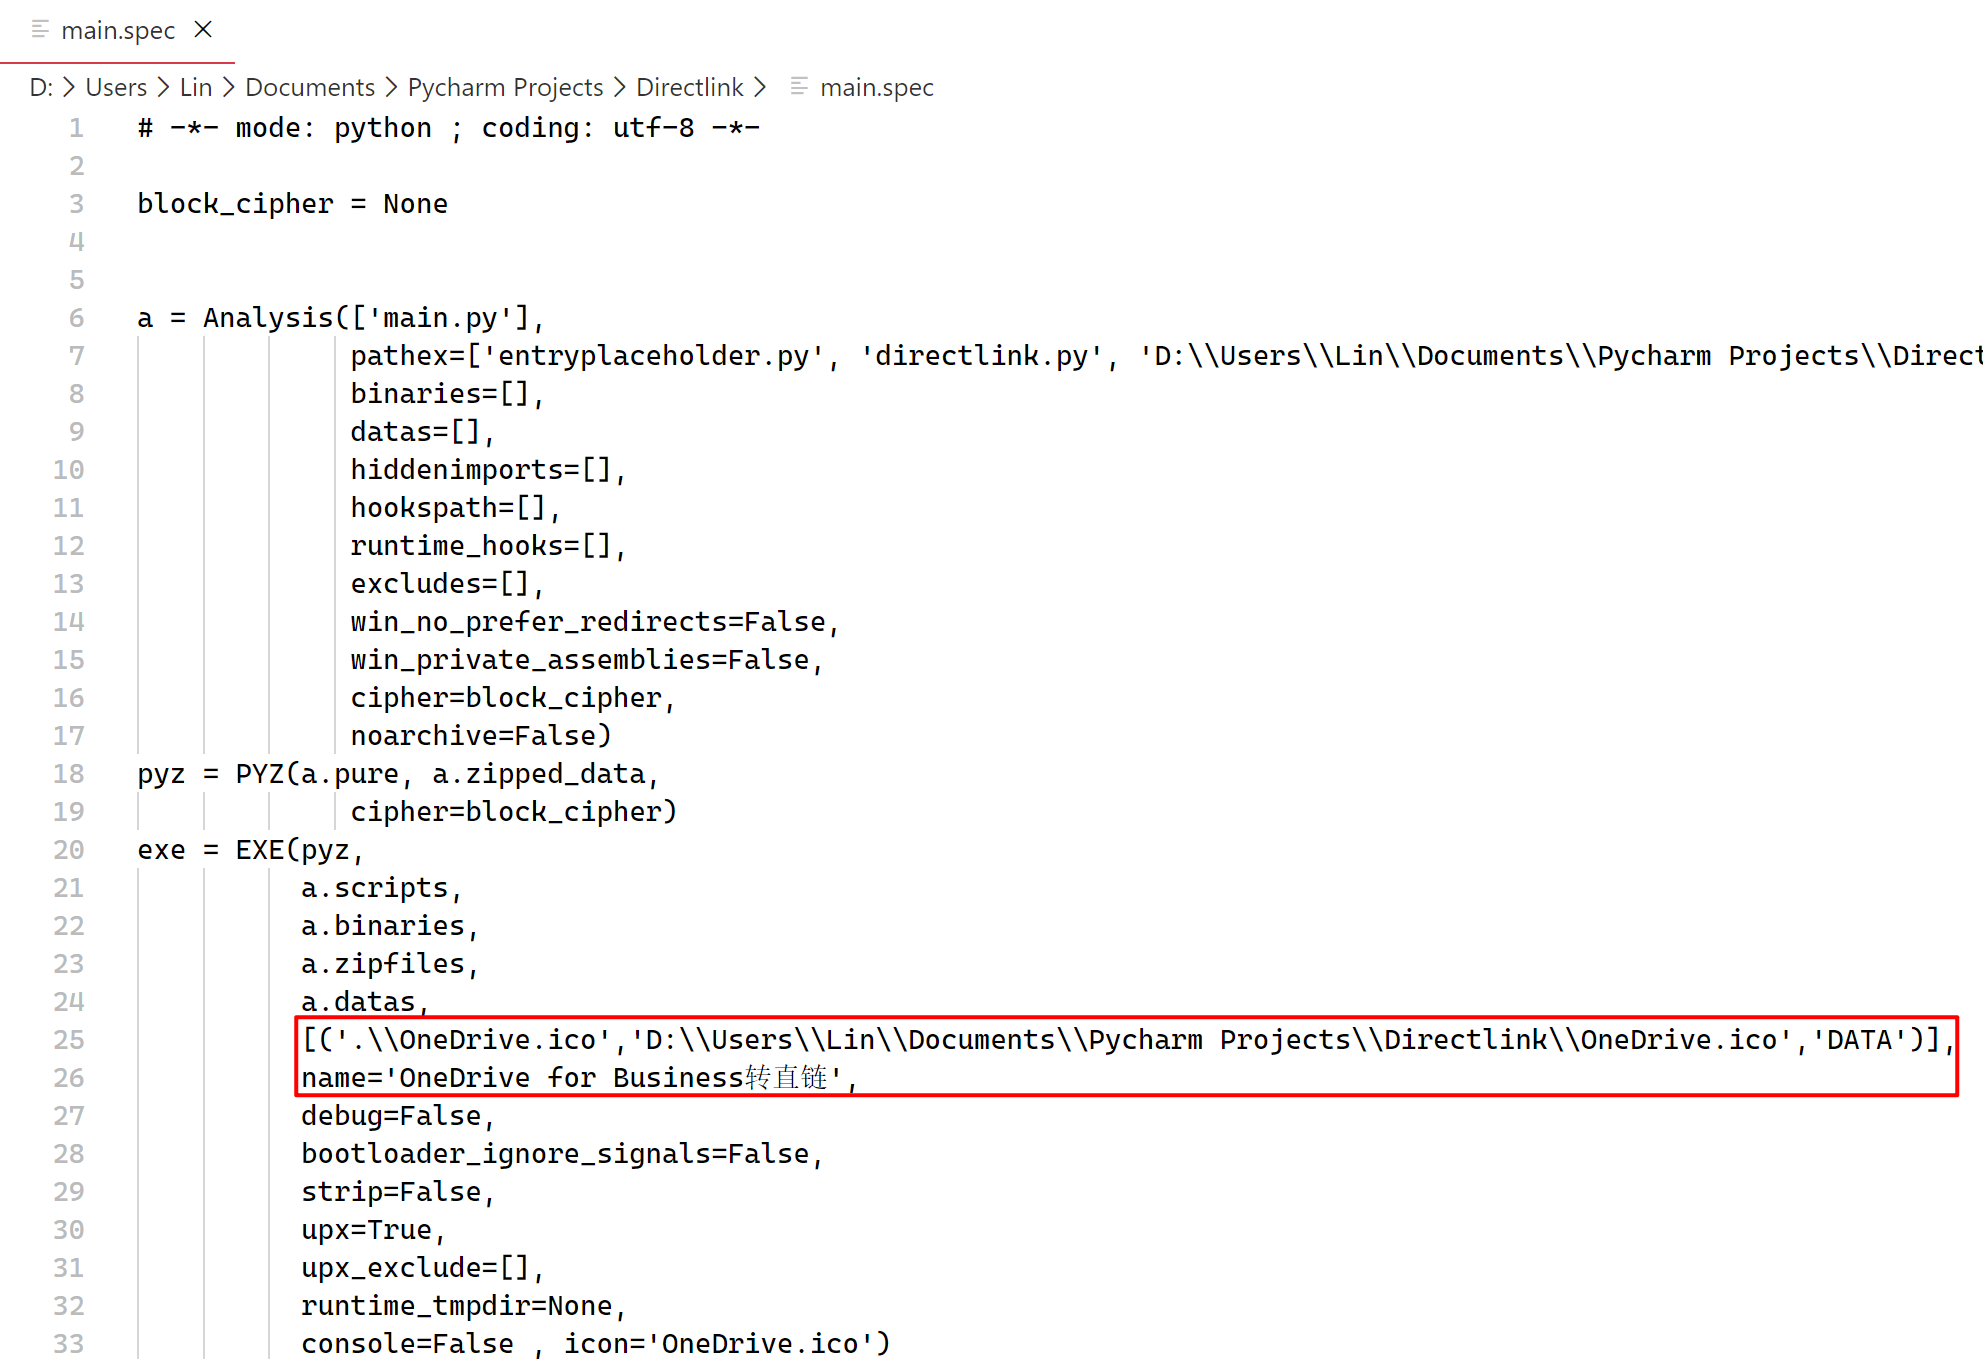 main.spec
D: > Users > Lin > Documents > Pycharm Projects > Directlink > main.spec
1 # -*- mode: python ; coding: utf-8 -*-
2
3 block_cipher = None
4
5
6 a = Analysis(['main.py'],
7 pathex=['entryplaceholder.py', 'directlink.py', 'D:\\Users\\Lin\\Documents\\Pycharm Projects\\Direct
8 binaries=[],
9 datas=[],
10 hiddenimports=[],
11 hookspath=[],
12 runtime_hooks=[],
13 excludes=[],
14 win_no_prefer_redirects=False,
15 win_private_assemblies=False,
16 cipher=block_cipher,
17 noarchive=False)
18 pyz = PYZ(a.pure, a.zipped_data,
19 cipher=block_cipher)
20 exe = EXE(pyz,
21 a.scripts,
22 a.binaries,
23 a.zipfiles,
24 a.datas,
25 [('.\\OneDrive.ico','D:\\Users\\Lin\\Documents\\Pycharm Projects\\Directlink\\OneDrive.ico','DATA')],
26 name='OneDrive for Business转直链',
27 debug=False,
28 bootloader_ignore_signals=False,
29 strip=False,
30 upx=True,
31 upx_exclude=[],
32 runtime_tmpdir=None,
33 console=False , icon='OneDrive.ico')